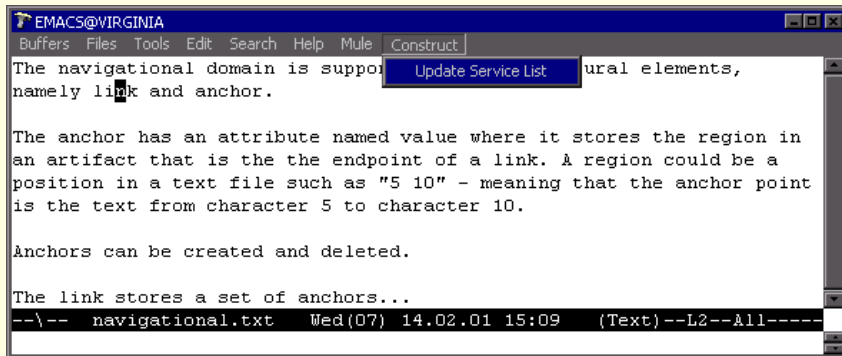 EMACS@VIRGINIA
Buffers Files Tools Edit Search Help Mule Construct
Update Service List
The navigational domain is suppo ural elements,
namely link and anchor.
The anchor has an attribute named value where it stores the region in
an artifact that is the the endpoint of a link. A region could be a
position in a text file such as "5 10" - meaning that the anchor point
is the text from character 5 to character 10.
Anchors can be created and deleted.
The link stores a set of anchors...
--\-- navigational.txt Wed(07) 14.02.01 15:09 (Text)--L2--All-----